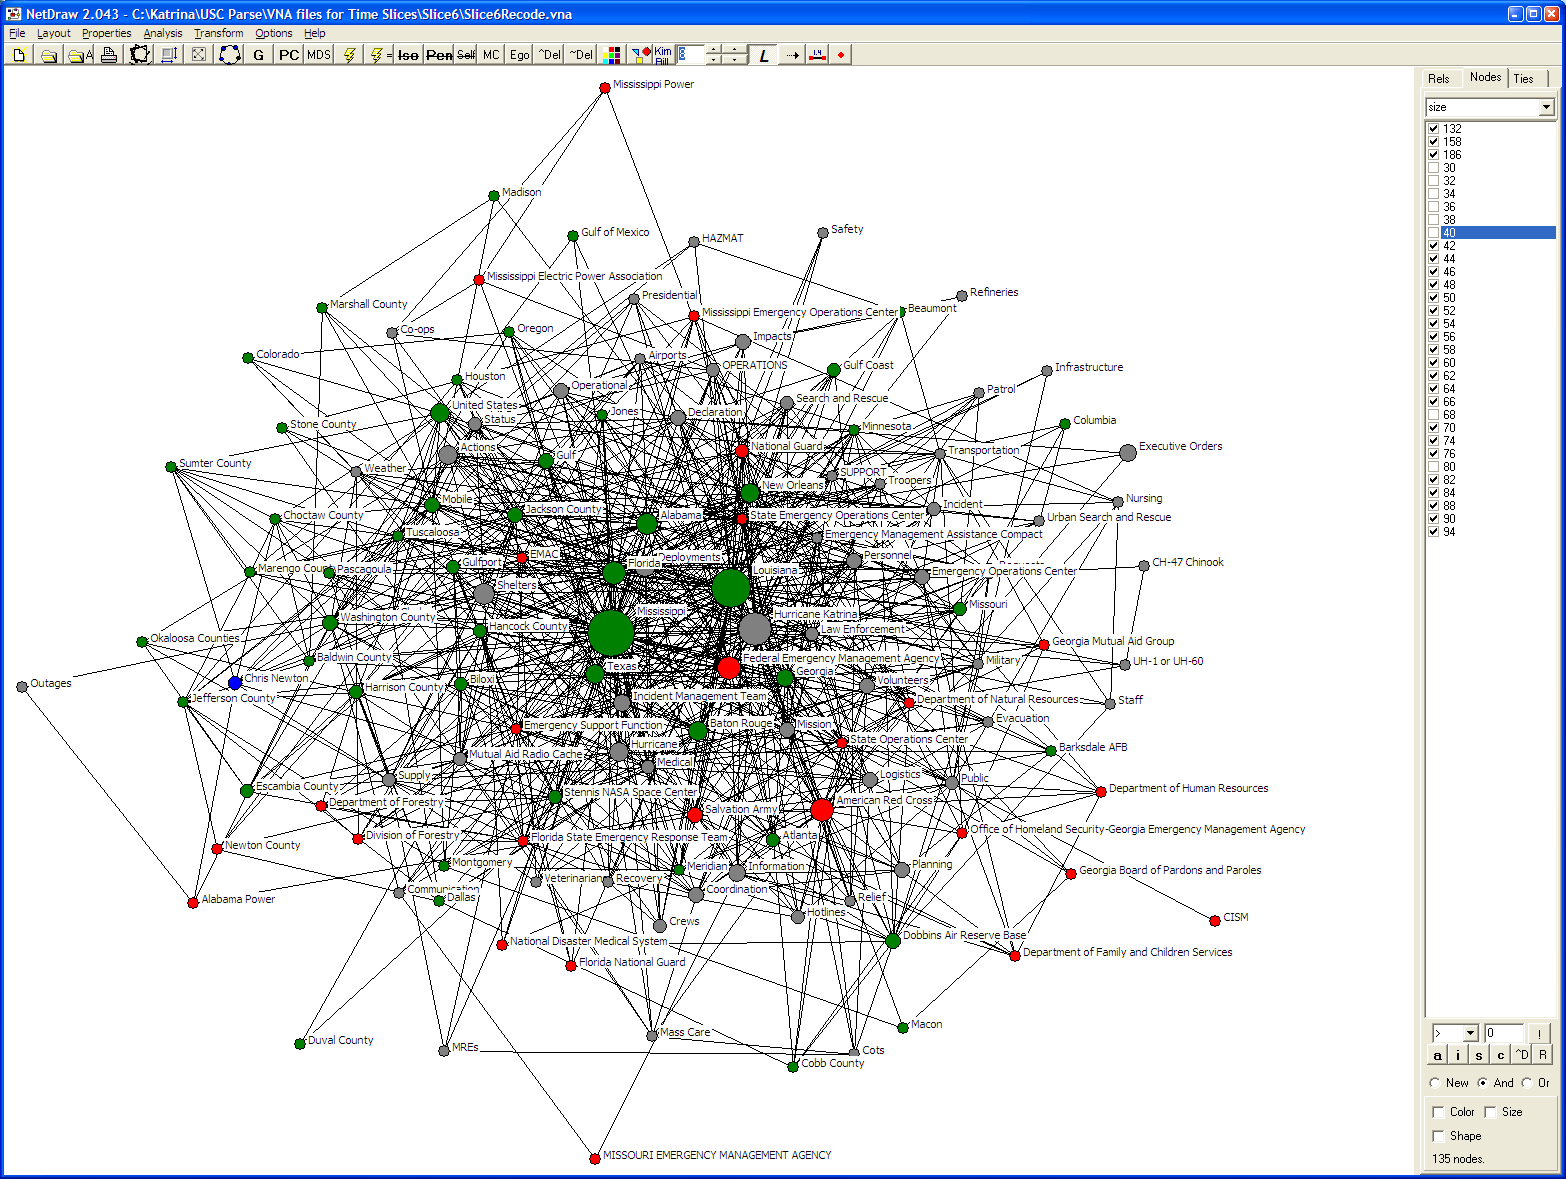 NetDraw 2.043 - C:\Katrina\USC Parse\VNA files for Time Slices\Slice6\Slice6Recode.vna
File Layout Properties Analysis Transform Options Help
A G PC MDS = Iso Pen Self MC Ego ^Del ~Del Kim Bill 8 L
Rels Nodes Ties
size
132
158
186
30
32
34
36
38
40
42
44
46
48
50
52
54
56
58
60
62
64
66
68
70
74
76
80
82
84
88
90
94
> 0 !
a i s c ^D R
New And Or
Color Size
Shape
135 nodes.
Mississippi Power
Madison
Gulf of Mexico
HAZMAT
Safety
Mississippi Electric Power Association
Presidential
Refineries
Marshall County
Mississippi Emergency Operations Center
Beaumont
Co-ops
Oregon
Impacts
Colorado
Airports
OPERATIONS
Gulf Coast
Infrastructure
Houston
Operational
Patrol
United States
Status
Jones
Declaration
Search and Rescue
Stone County
Minnesota
Columbia
Actions
Gulf
National Guard
Transportation
Executive Orders
Sumter County
Weather
SUPPORT
Troopers
New Orleans
Mobile
Jackson County
Alabama
State Emergency Operations Center
Incident
Nursing
Urban Search and Rescue
Choctaw County
Tuscaloosa
Emergency Management Assistance Compact
EMAC
Deployments
Personnel
Marengo County
Pascagoula
Gulfport
Florida
Louisiana
Emergency Operations Center
CH-47 Chinook
Shelters
Washington County
Mississippi
Hurricane Katrina
Missouri
Hancock County
Law Enforcement
Okaloosa Counties
Georgia Mutual Aid Group
Baldwin County
Texas
Federal Emergency Management Agency
Military
UH-1 or UH-60
Outages
Chris Newton
Jefferson County
Harrison County
Biloxi
Georgia
Volunteers
Incident Management Team
Department of Natural Resources
Staff
Emergency Support Function
Baton Rouge
Mission
Evacuation
Mutual Aid Radio Cache
Hurricane
State Operations Center
Barksdale AFB
Medical
Supply
Logistics
Public
Escambia County
Stennis NASA Space Center
Department of Human Resources
Department of Forestry
Salvation Army
American Red Cross
Division of Forestry
Florida State Emergency Response Team
Atlanta
Office of Homeland Security-Georgia Emergency Management Agency
Newton County
Montgomery
Meridian
Information
Planning
Georgia Board of Pardons and Paroles
Veterinarian
Recovery
Communication
Dallas
Coordination
Relief
Alabama Power
Hotlines
Crews
CISM
National Disaster Medical System
Dobbins Air Reserve Base
Florida National Guard
Department of Family and Children Services
Macon
Mass Care
Duval County
MREs
Cots
Cobb County
MISSOURI EMERGENCY MANAGEMENT AGENCY